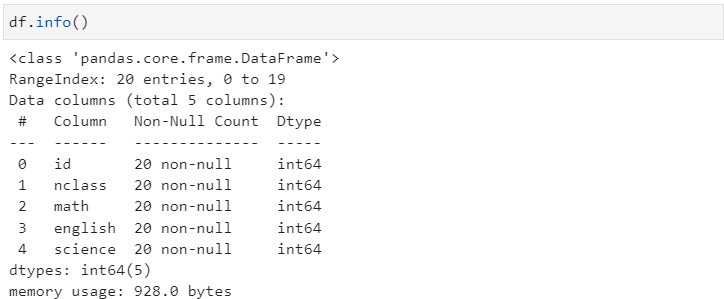 df.info()
<class 'pandas.core.frame.DataFrame'>
RangeIndex: 20 entries, 0 to 19
Data columns (total 5 columns):
 #   Column   Non-Null Count  Dtype
---  ------   --------------  -----
 0   id       20 non-null     int64
 1   nclass   20 non-null     int64
 2   math     20 non-null     int64
 3   english  20 non-null     int64
 4   science  20 non-null     int64
dtypes: int64(5)
memory usage: 928.0 bytes